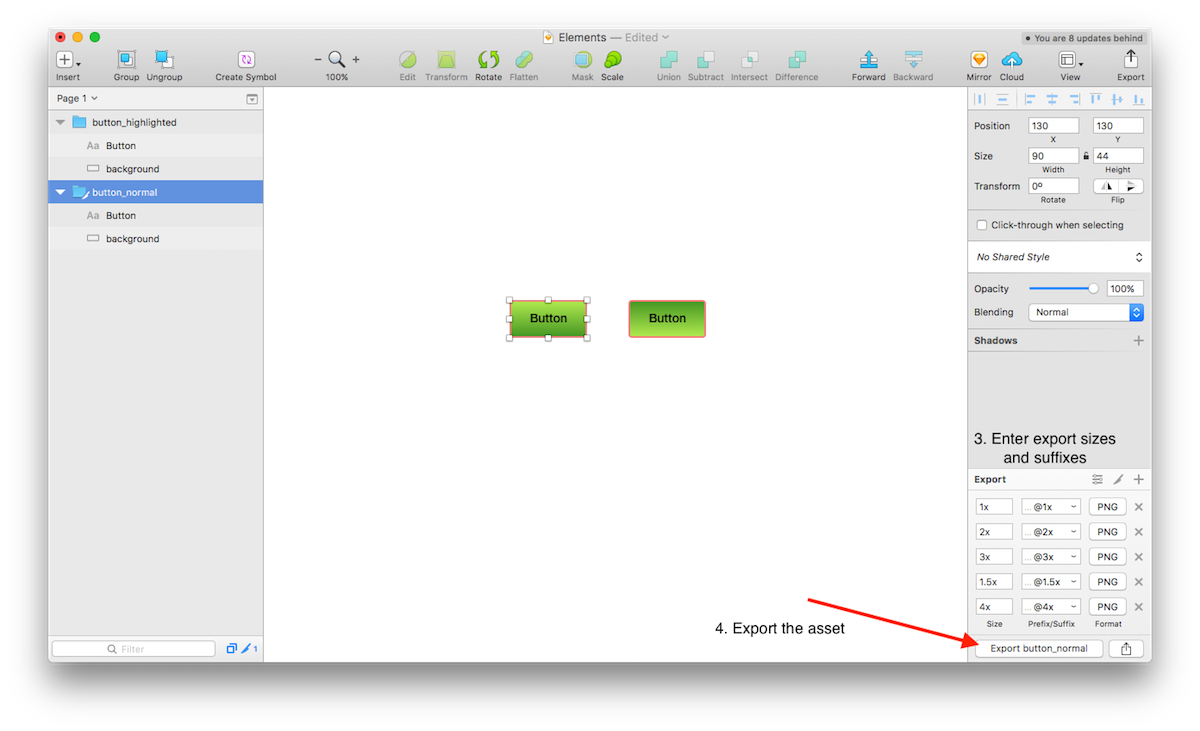 Elements — Edited
You are 8 updates behind
Insert Group Ungroup Create Symbol 100% Edit Transform Rotate Flatten Mask Scale Union Subtract Intersect Difference Forward Backward Mirror Cloud View Export
Page 1
button_highlighted
Aa Button
background
button_normal
Aa Button
background
Filter
1
Button
Button
4. Export the asset
Position 130 130
X Y
Size 90 44
Width Height
Transform 0º
Rotate Flip
Click-through when selecting
No Shared Style
Opacity 100%
Blending Normal
Shadows
3. Enter export sizes
and suffixes
Export
1x ... @1x PNG
2x ... @2x PNG
3x ... @3x PNG
1.5x ... @1.5x PNG
4x ... @4x PNG
Size Prefix/Suffix Format
Export button_normal